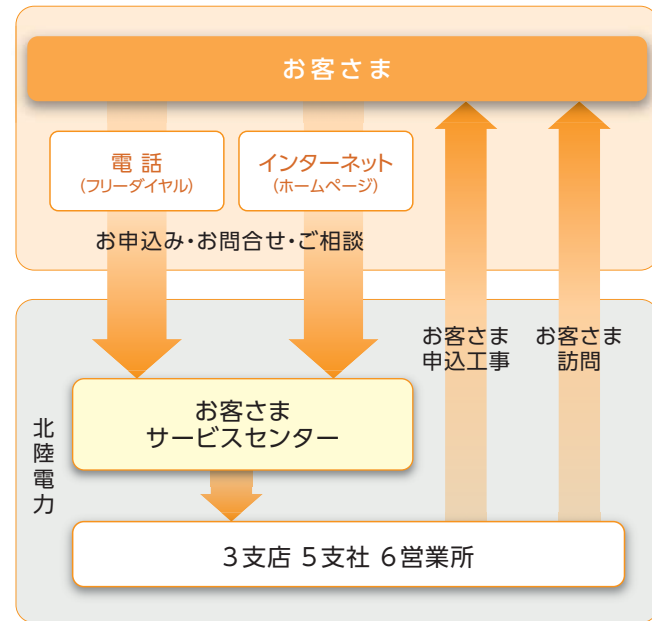 お客さま
電話
(フリーダイヤル)
インターネット
(ホームページ)
お申込み・お問合せ・ご相談
お客さま
申込工事
お客さま
訪問
お客さま
サービスセンター
北陸電力
3支店 5支社 6営業所